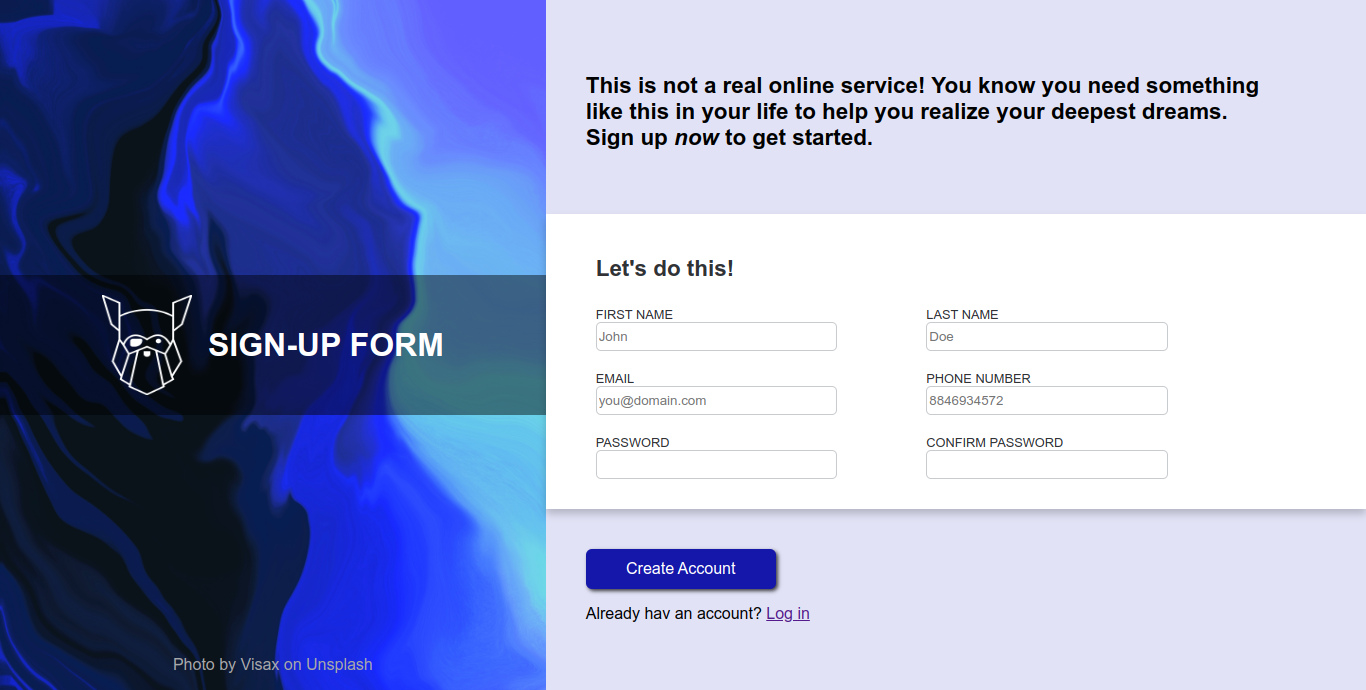 SIGN-UP FORM
Photo by Visax on Unsplash
This is not a real online service! You know you need something
like this in your life to help you realize your deepest dreams.
Sign up now to get started.
Let's do this!
FIRST NAME
John
LAST NAME
Doe
EMAIL
you@domain.com
PHONE NUMBER
8846934572
PASSWORD
CONFIRM PASSWORD
Create Account
Already hav an account? Log in